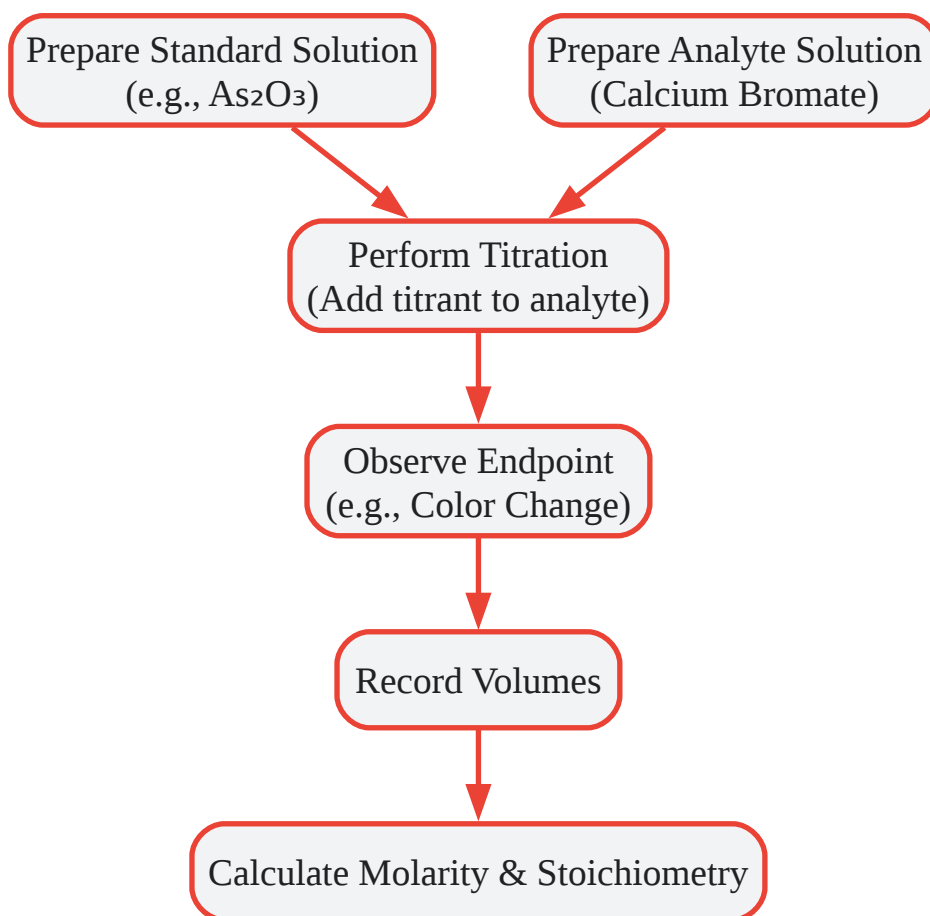 Prepare Standard Solution
(e.g., As₂O₃)
Prepare Analyte Solution
(Calcium Bromate)
Perform Titration
(Add titrant to analyte)
Observe Endpoint
(e.g., Color Change)
Record Volumes
Calculate Molarity & Stoichiometry